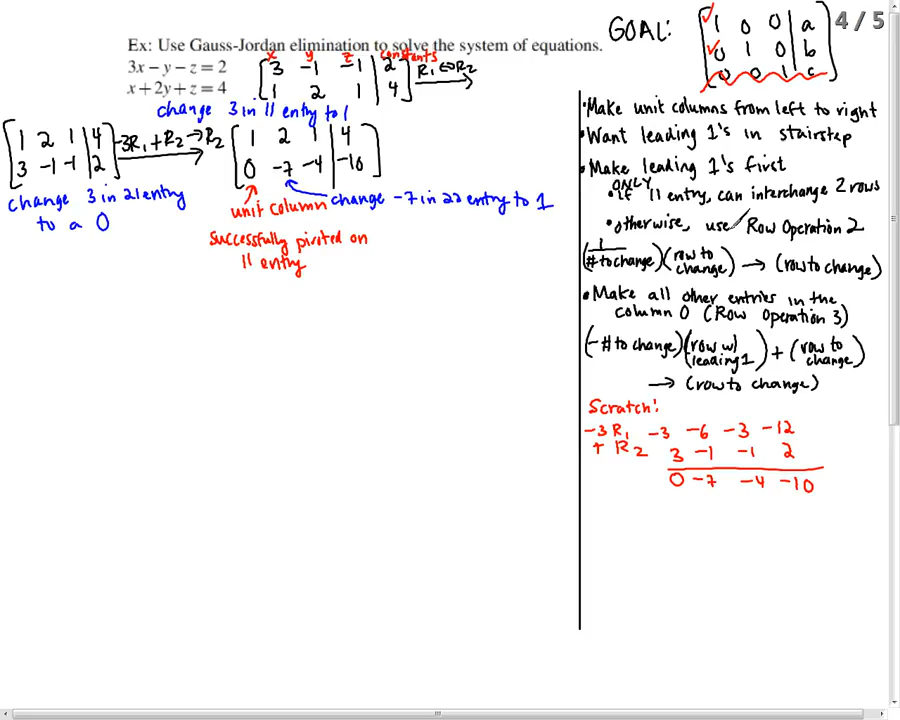 Ex: Use Gauss-Jordan elimination to solve the system of equations.
3x − y − z = 2
x + 2y + z = 4
x y z constants
3 -1 -1 | 2
1 2 1 | 4
R1 ⟺ R2
change 3 in 11 entry to 1
1 2 1 | 4
3 -1 -1 | 2
-3R1 + R2 → R2
1 2 1 | 4
0 -7 -4 | -10
change 3 in 21 entry
to a 0
unit column
change -7 in 22 entry to 1
Successfully pivoted on
11 entry
GOAL:
1 0 0 | a
0 1 0 | b
0 0 1 | c
4 / 5
•Make unit columns from left to right
•Want leading 1's in stairstep
•Make leading 1's first
•ONLY If 11 entry, can interchange 2 rows
•otherwise, use Row Operation 2
(1/# to change)(row to change) → (row to change)
•Make all other entries in the
column 0 (Row Operation 3)
(-# to change)(row w/ leading 1) + (row to change)
→ (row to change)
Scratch:
-3R1 -3 -6 -3 -12
+ R2 3 -1 -1 2
0 -7 -4 -10